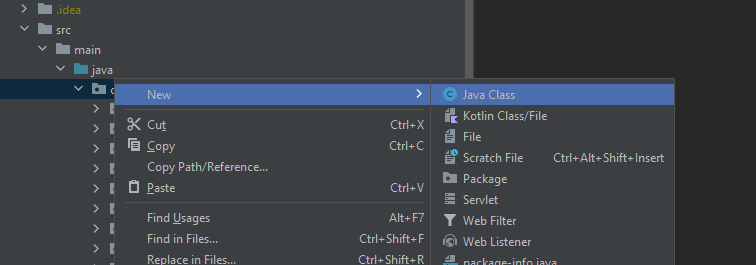 .idea
src
main
java
New
Cut Ctrl+X
Copy Ctrl+C
Copy Path/Reference...
Paste Ctrl+V
Find Usages Alt+F7
Find in Files... Ctrl+Shift+F
Replace in Files... Ctrl+Shift+R
Java Class
Kotlin Class/File
File
Scratch File Ctrl+Alt+Shift+Insert
Package
Servlet
Web Filter
Web Listener
package-info.java